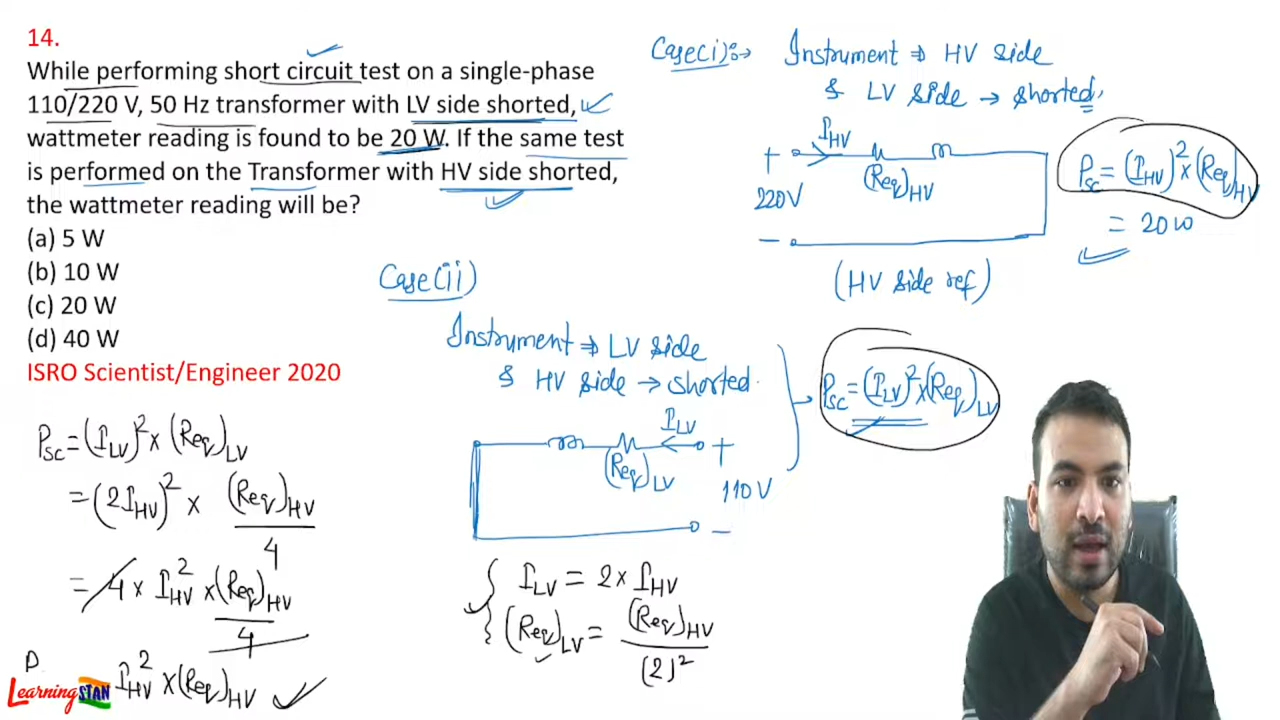 14.
While performing short circuit test on a single-phase
110/220 V, 50 Hz transformer with LV side shorted,
wattmeter reading is found to be 20 W. If the same test
is performed on the Transformer with HV side shorted,
the wattmeter reading will be?
(a) 5 W
(b) 10 W
(c) 20 W
(d) 40 W
ISRO Scientist/Engineer 2020
Case(i):→ Instrument ⇒ HV side
& LV side → shorted.
I_HV
+
(Req)_HV
220V
−
(HV side ref)
P_SC = (I_HV)² × (Req)_HV
= 20 W
Case(ii)
Instrument ⇒ LV side
& HV side → shorted.
P_SC = (I_LV)² × (Req)_LV
I_LV
+
(Req)_LV
110V
−
I_LV = 2 × I_HV
(Req)_LV = (Req)_HV / (2)²
P_SC = (I_LV)² × (Req)_LV
= (2I_HV)² × (Req)_HV / 4
= 4 × I_HV² × (Req)_HV / 4
P I_HV² × (Req)_HV
Learning STAN